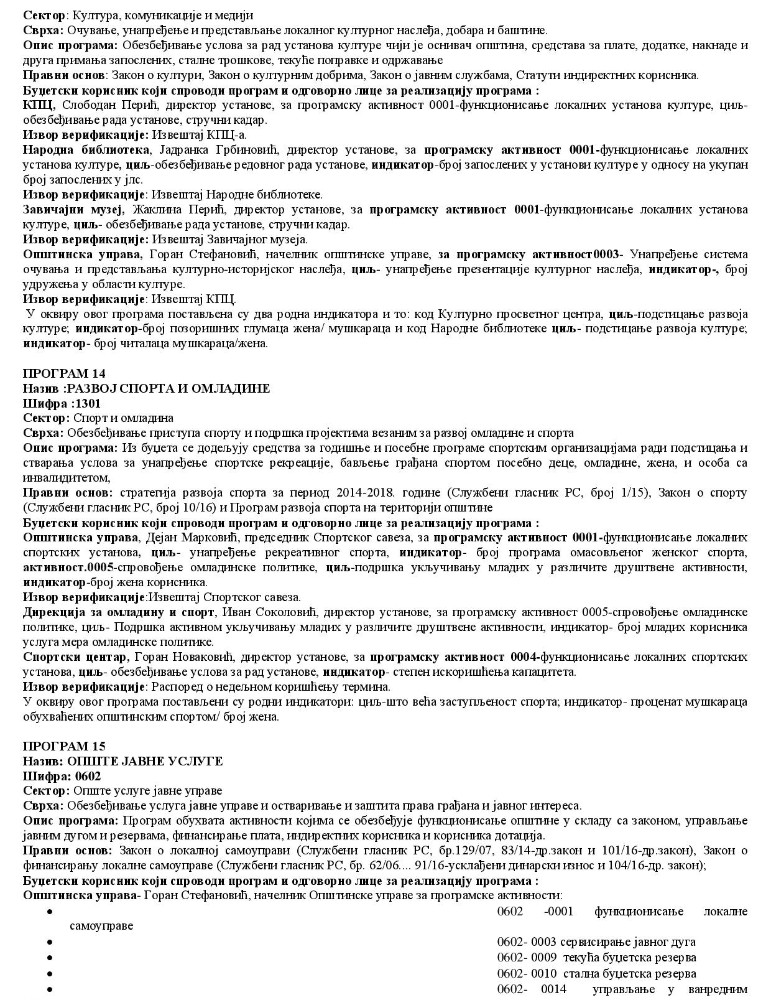 Сектор: Култура, комуникације и медији
Сврха: Очување, унапређење и представљање локалног културног наслеђа, добара и баштине.
Опис програма: Обезбеђивање услова за рад установа културе чији је оснивач општина, средстава за плате, додатке, накнаде и
друга примања запослених, сталне трошкове, текуће поправке и одржавање
Правни основ: Закон о култури, Закон о културним добрима, Закон о јавним службама, Статути индиректних корисника.
Буџетски корисник који спроводи програм и одговорно лице за реализацију програма :
КПЦ, Слободан Перић, директор установе, за програмску активност 0001-функционисање локалних установа културе, циљ-
обезбеђивање рада установе, стручни кадар.
Извор верификације: Извештај КПЦ-а.
Народна библиотека, Јадранка Грбиновић, директор установе, за програмску активност 0001-функционисање локалних
установа културе, циљ-обезбеђивање редовног рада установе, индикатор-број запослених у установи културе у односу на укупан
број запослених у јлс.
Извор верификације: Извештај Народне библиотеке.
Завичајни музеј, Жаклина Перић, директор установе, за програмску активност 0001-функционисање локалних установа
културе, циљ- обезбеђивање рада установе, стручни кадар.
Извор верификације: Извештај Завичајног музеја.
Општинска управа, Горан Стефановић, начелник општинске управе, за програмску активност0003- Унапређење система
очувања и представљања културно-историјског наслеђа, циљ- унапређење презентације културног наслеђа, индикатор-, број
удружења у области културе.
Извор верификације: Извештај КПЦ.
У оквиру овог програма постављена су два родна индикатора и то: код Културно просветног центра, циљ-подстицање развоја
културе; индикатор-број позоришних глумаца жена/ мушкараца и код Народне библиотеке циљ- подстицање развоја културе;
индикатор- број читалаца мушкараца/жена.
ПРОГРАМ 14
Назив :РАЗВОЈ СПОРТА И ОМЛАДИНЕ
Шифра :1301
Сектор: Спорт и омладина
Сврха: Обезбеђивање приступа спорту и подршка пројектима везаним за развој омладине и спорта
Опис програма: Из буџета се додељују средства за годишње и посебне програме спортским организацијама ради подстицања и
стварања услова за унапређење спортске рекреације, бављење грађана спортом посебно деце, омладине, жена, и особа са
инвалидитетом,
Правни основ: стратегија развоја спорта за период 2014-2018. године (Службени гласник РС, број 1/15), Закон о спорту
(Службени гласник РС, број 10/16) и Програм развоја спорта на територији општине
Буџетски корисник који спроводи програм и одговорно лице за реализацију програма :
Општинска управа, Дејан Марковић, председник Спортског савеза, за програмску активност 0001-функционисање локалних
спортских установа, циљ- унапређење рекреативног спорта, индикатор- број програма омасовљеног женског спорта,
активност.0005-спровођење омладинске политике, циљ-подршка укључивању младих у различите друштвене активности,
индикатор-број жена корисника.
Извор верификације:Извештај Спортског савеза.
Дирекција за омладину и спорт, Иван Соколовић, директор установе, за програмску активност 0005-спровођење омладинске
политике, циљ- Подршка активном укључивању младих у различите друштвене активности, индикатор- број младих корисника
услуга мера омладинске политике.
Спортски центар, Горан Новаковић, директор установе, за програмску активност 0004-функционисање локалних спортских
установа, циљ- обезбеђивање услова за рад установе, индикатор- степен искоришћења капацитета.
Извор верификације: Распоред о недељном коришћењу термина.
У оквиру овог програма постављени су родни индикатори: циљ-што већа заступљеност спорта; индикатор- проценат мушкараца
обухваћених општинским спортом/ број жена.
ПРОГРАМ 15
Назив: ОПШТЕ ЈАВНЕ УСЛУГЕ
Шифра: 0602
Сектор: Опште услуге јавне управе
Сврха: Обезбеђивање услуга јавне управе и остваривање и заштита права грађана и јавног интереса.
Опис програма: Програм обухвата активности којима се обезбеђује функционисање општине у складу са законом, управљање
јавним дугом и резервама, финансирање плата, индиректних корисника и корисника дотација.
Правни основ: Закон о локалној самоуправи (Службени гласник РС, бр.129/07, 83/14-др.закон и 101/16-др.закон), Закон о
финансирању локалне самоуправе (Службени гласник РС, бр. 62/06.... 91/16-усклађени динарски износ и 104/16-др. закон);
Буџетски корисник који спроводи програм и одговорно лице за реализацију програма :
Општинска управа- Горан Стефановић, начелник Општинске управе за програмске активности:
● 0602 -0001 функционисање локалне
самоуправе
● 0602- 0003 сервисирање јавног дуга
● 0602- 0009 текућа буџетска резерва
● 0602- 0010 стална буџетска резерва
● 0602- 0014 управљање у ванредним